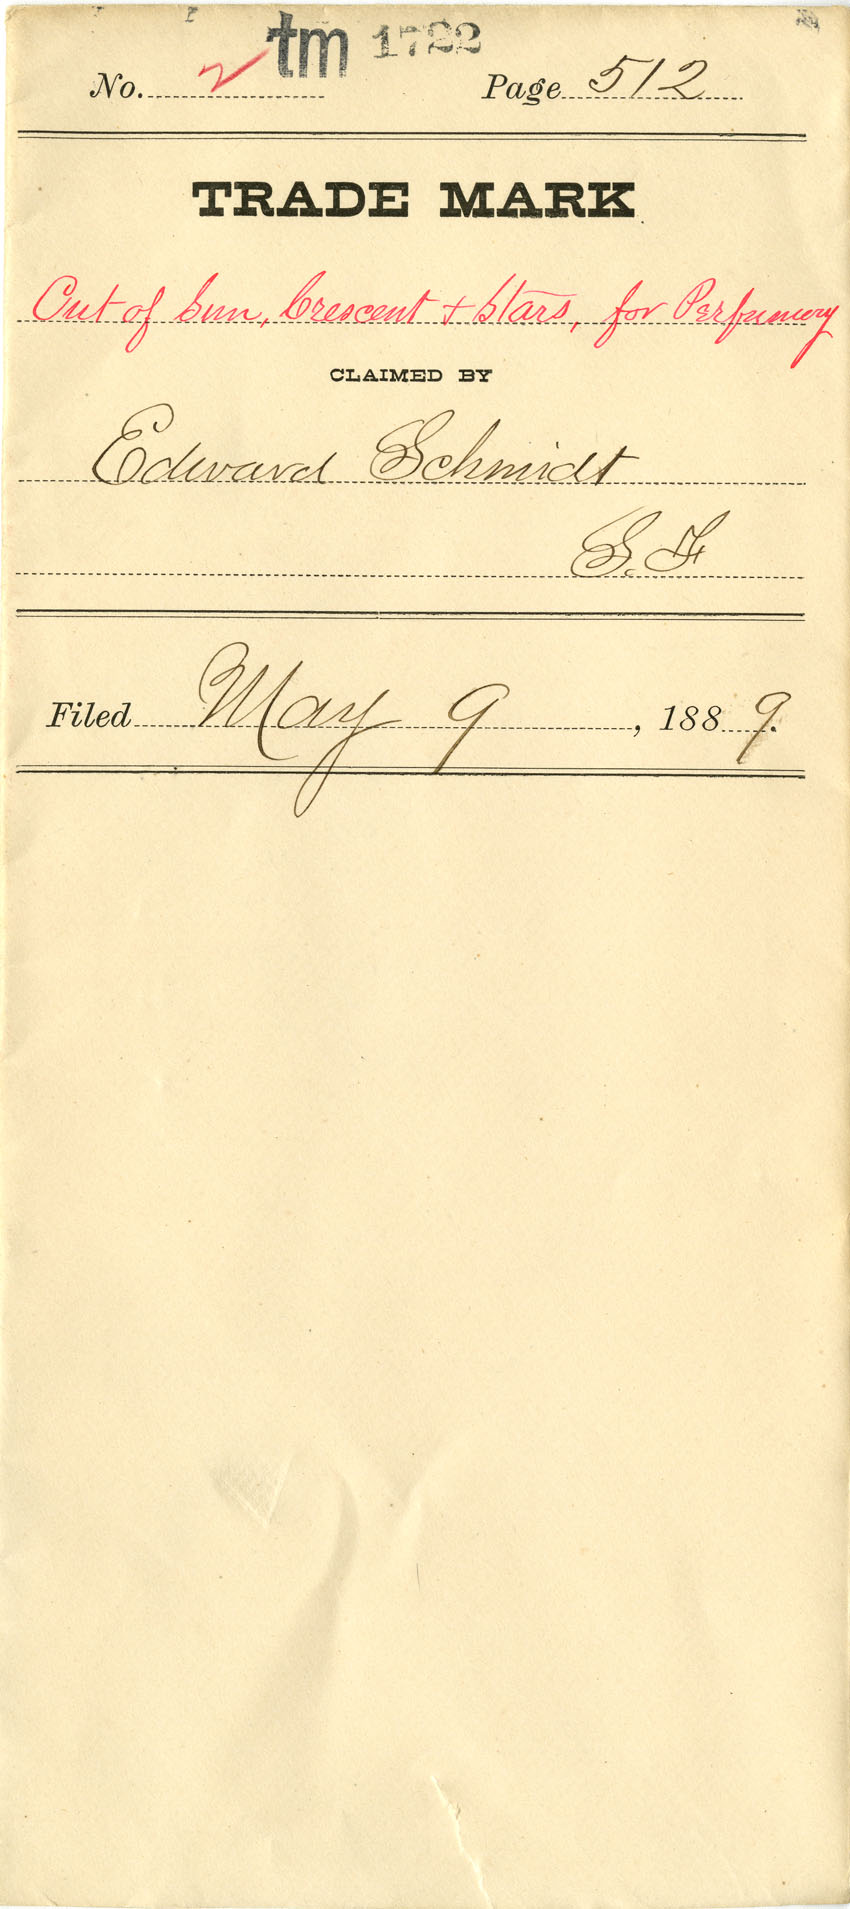 tm 1722
No. Page 512
TRADE MARK
Cut of Sun, Crescent + Stars, for Perfumery
CLAIMED BY
Edward Schmidt
S.F
Filed May 9, 1889.